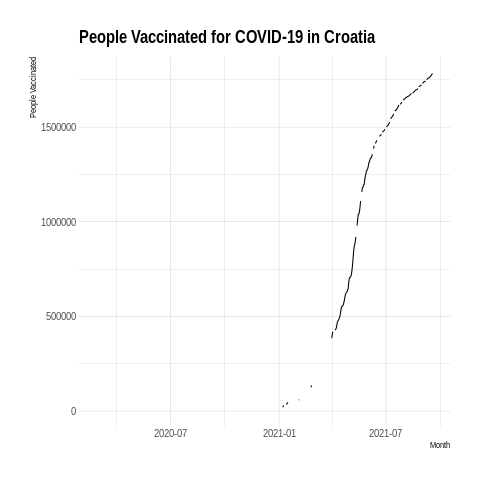 People Vaccinated for COVID-19 in Croatia
People Vaccinated
1500000
1000000
500000
0
2020-07 2021-01 2021-07
Month